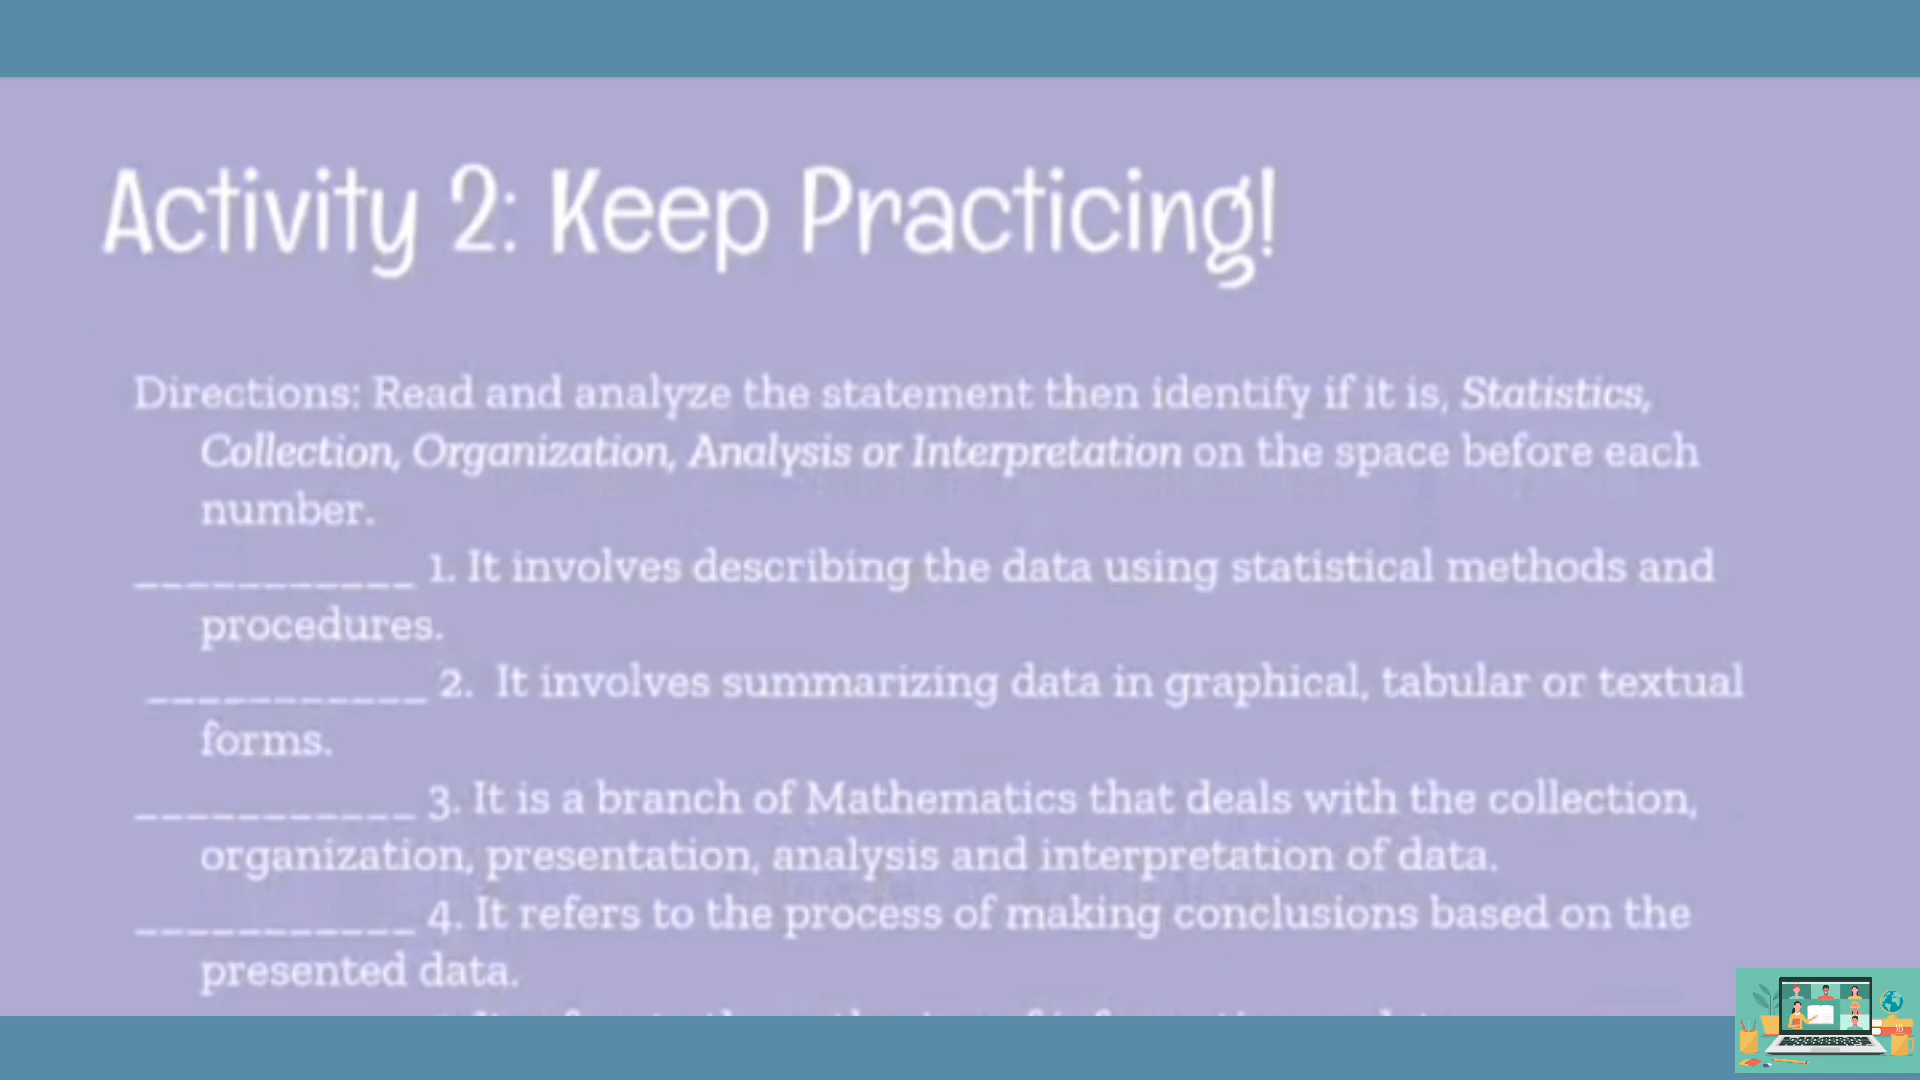 Activity 2: Keep Practicing!
Directions: Read and analyze the statement then identify if it is, Statistics,
Collection, Organization, Analysis or Interpretation on the space before each
number.
___________ 1. It involves describing the data using statistical methods and
procedures.
___________ 2. It involves summarizing data in graphical, tabular or textual
forms.
___________ 3. It is a branch of Mathematics that deals with the collection,
organization, presentation, analysis and interpretation of data.
___________ 4. It refers to the process of making conclusions based on the
presented data.